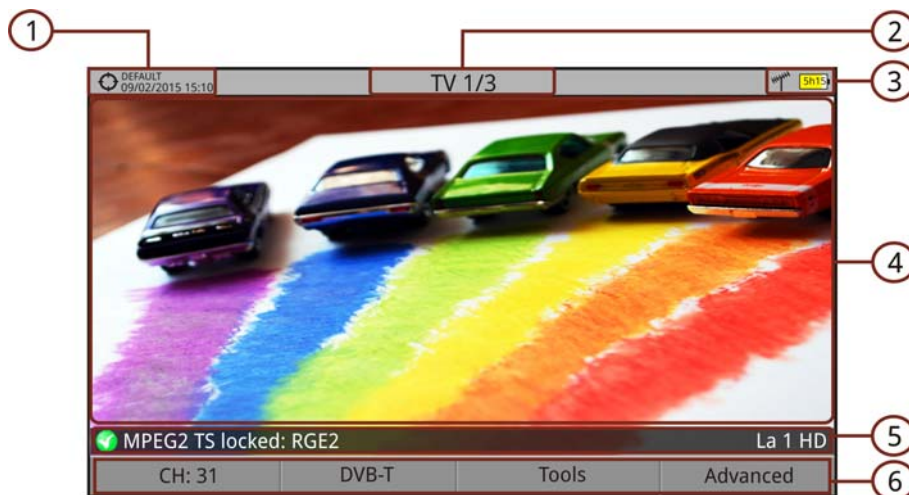 1
2
3
DEFAULT
09/02/2015 15:10
TV 1/3
5h15
4
MPEG2 TS locked: RGE2
La 1 HD
5
CH: 31
DVB-T
Tools
Advanced
6